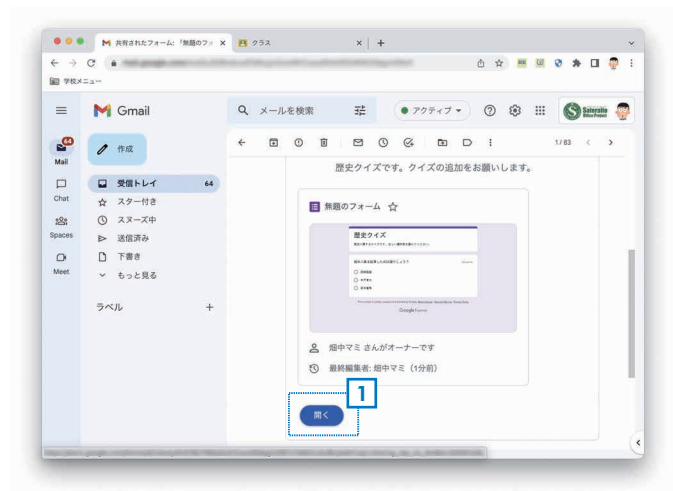 共有されたフォーム:「無題のフォ
クラス
学校メニュー
Gmail
メールを検索
アクティブ
Sateraito
Office Project
64
Mail
作成
1/83
Chat
Spaces
Meet
受信トレイ 64
スター付き
スヌーズ中
送信済み
下書き
もっと見る
ラベル
歴史クイズです。クイズの追加をお願いします。
無題のフォーム
歴史クイズ
Google Forms
畑中マミ さんがオーナーです
最終編集者: 畑中マミ（1分前）
1
開く